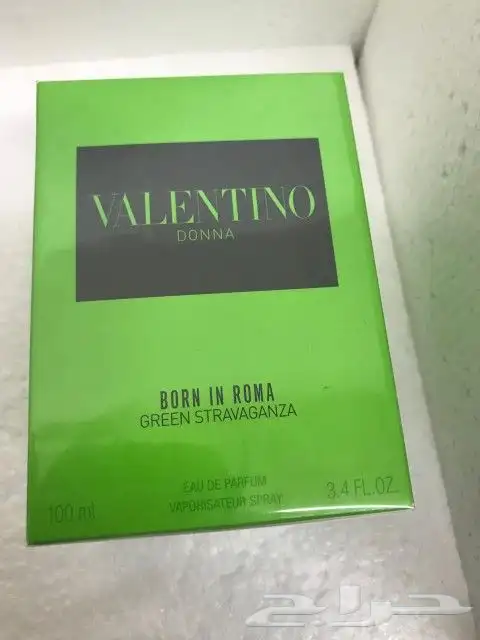 VALENTINO
DONNA
BORN IN ROMA
GREEN STRAVAGANZA
EAU DE PARFUM
VAPORISATEUR SPRAY
100 ml
3.4 FL.OZ.
حراج